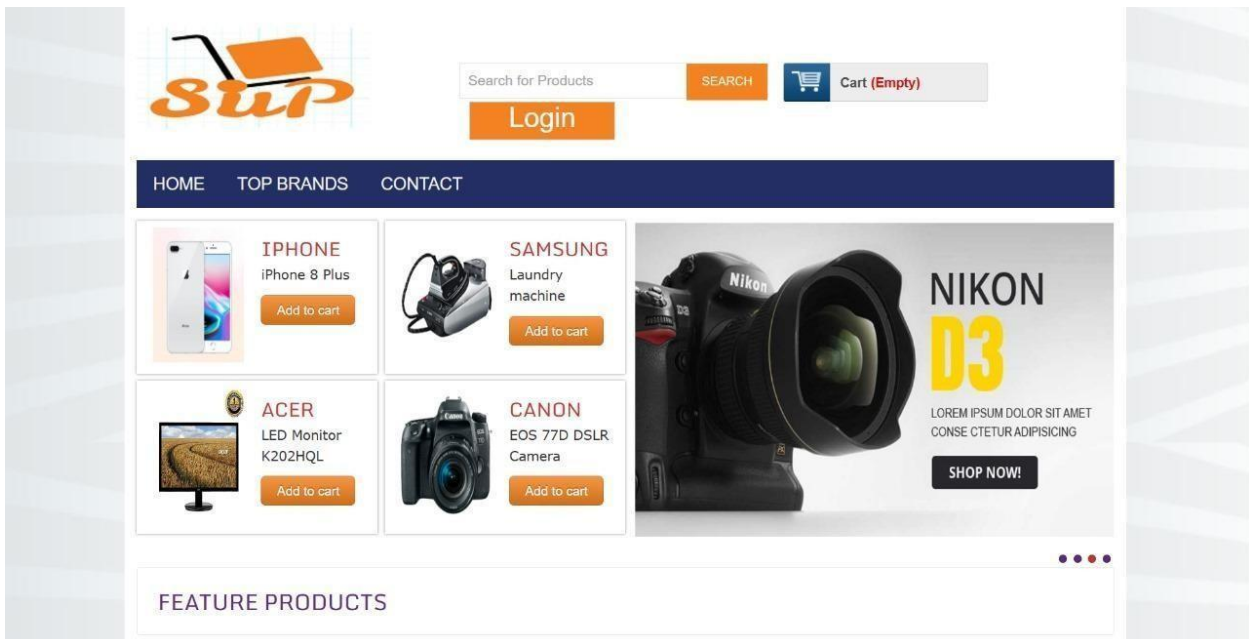 SuP
Search for Products
SEARCH
Cart (Empty)
Login
HOME TOP BRANDS CONTACT
IPHONE
iPhone 8 Plus
Add to cart
SAMSUNG
Laundry
machine
Add to cart
ACER
LED Monitor
K202HQL
Add to cart
CANON
EOS 77D DSLR
Camera
Add to cart
Canon
Nikon
D3
NIKON
D3
LOREM IPSUM DOLOR SIT AMET
CONSE CTETUR ADIPISICING
SHOP NOW!
FEATURE PRODUCTS